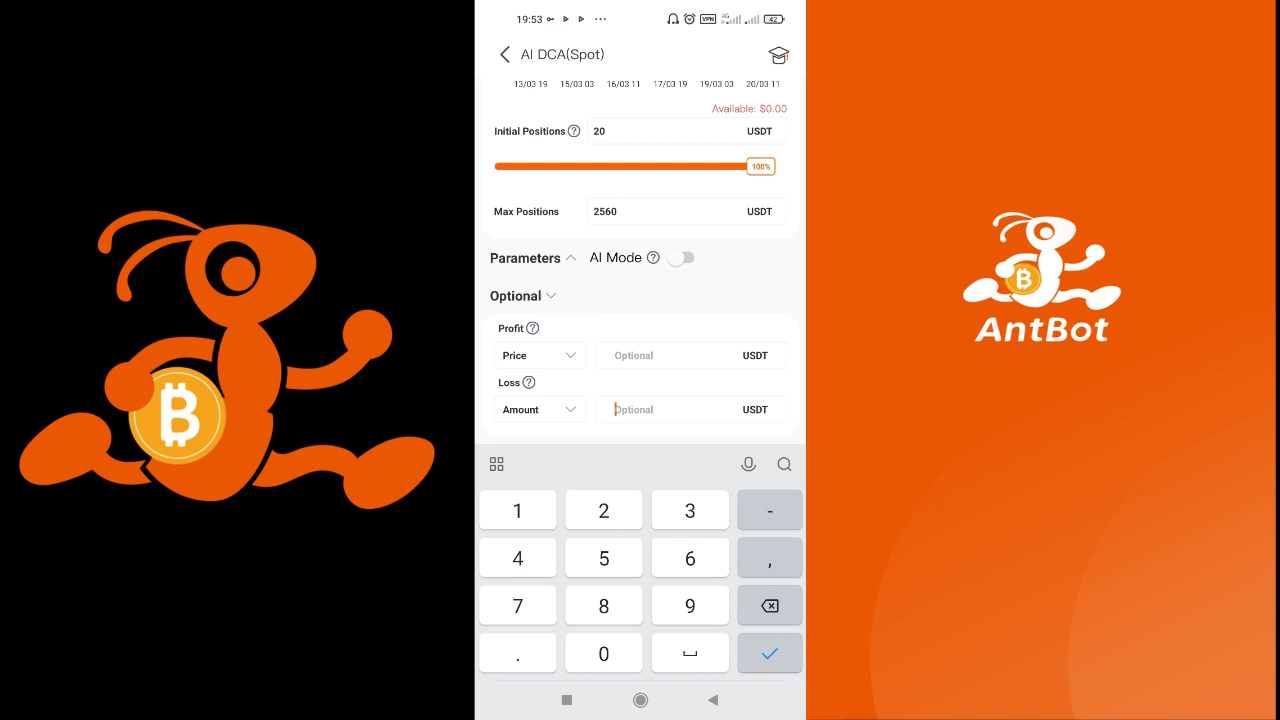 19:53
VPN
4G
42
AI DCA(Spot)
13/03 19 15/03 03 16/03 11 17/03 19 19/03 03 20/03 11
Available: $0.00
Initial Positions ? 20 USDT
100%
Max Positions 2560 USDT
Parameters AI Mode ?
Optional
Profit ?
Price Optional USDT
Loss ?
Amount Optional USDT
1 2 3 -
4 5 6 ,
7 8 9
. 0
B
B
AntBot